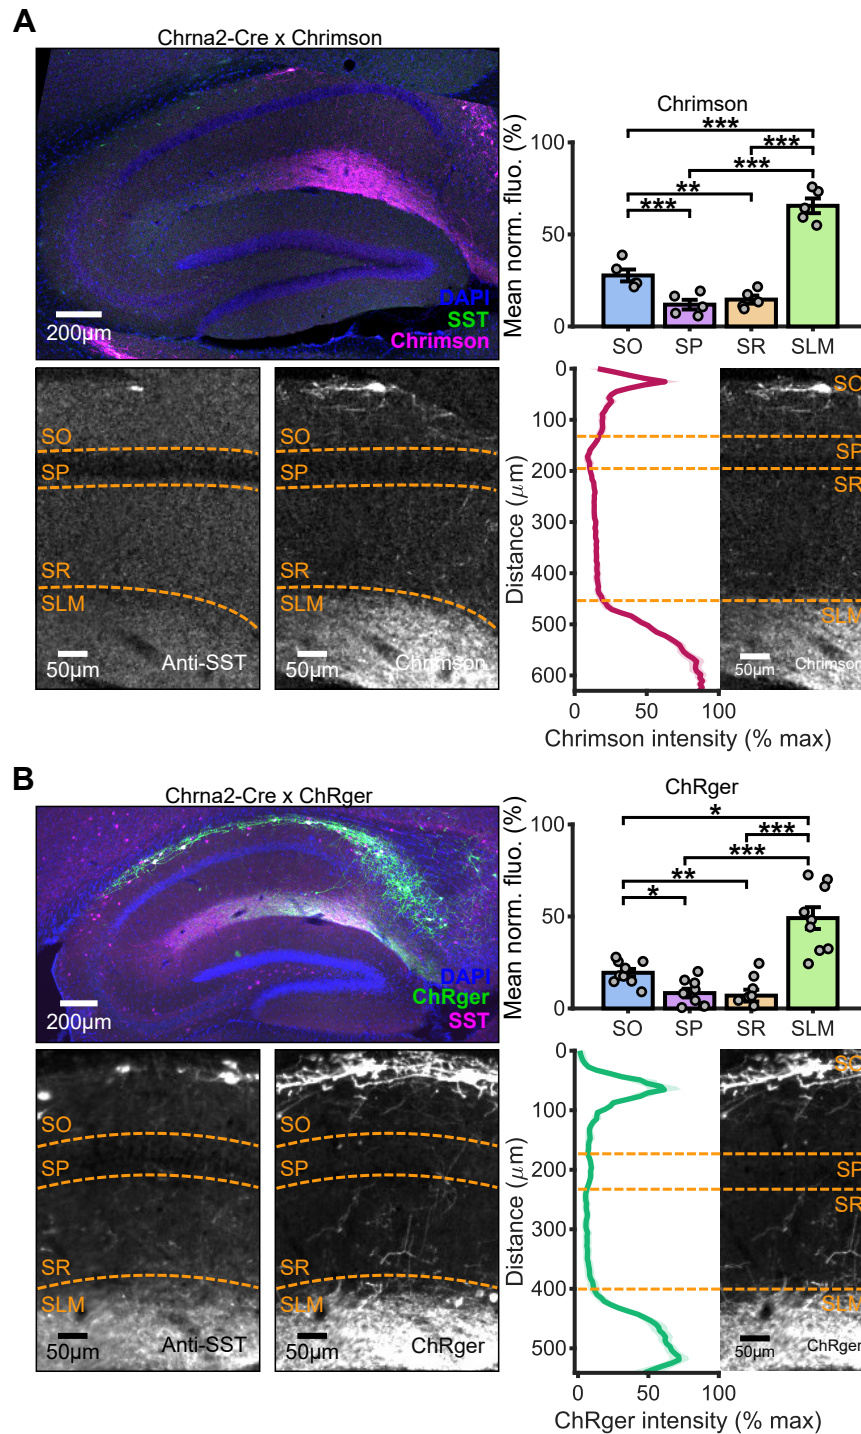 A
Chrna2-Cre x Chrimson
DAPI
SST
Chrimson
200µm
Chrimson
Mean norm. fluo. (%)
100
50
0
***
***
***
**
***
SO
SP
SR
SLM
SO
SP
SR
SLM
50µm
Anti-SST
SO
SP
SR
SLM
50µm
Chrimson
Distance (µm)
0
100
200
300
400
500
600
0
50
100
Chrimson intensity (% max)
SO
SP
SR
SLM
50µm
Chrimson
B
Chrna2-Cre x ChRger
DAPI
ChRger
SST
200µm
ChRger
Mean norm. fluo. (%)
100
50
0
*
***
***
**
*
SO
SP
SR
SLM
SO
SP
SR
SLM
50µm
Anti-SST
SO
SP
SR
SLM
50µm
ChRger
Distance (µm)
0
100
200
300
400
500
0
50
100
ChRger intensity (% max)
SO
SP
SR
SLM
50µm
ChRger